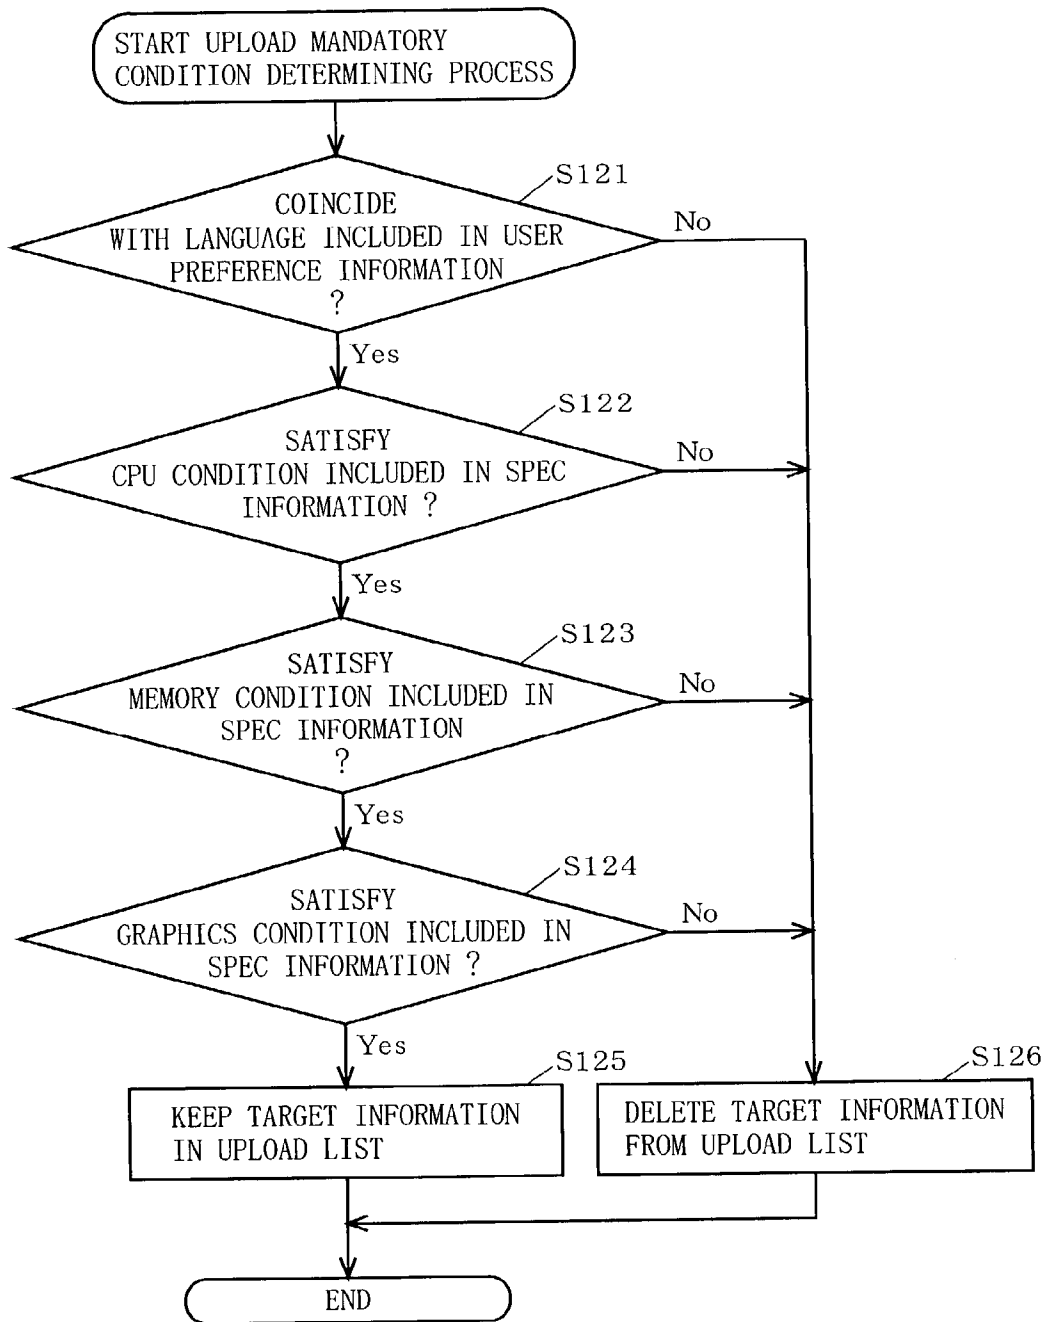 START UPLOAD MANDATORY
CONDITION DETERMINING PROCESS
S121
COINCIDE
WITH LANGUAGE INCLUDED IN USER
PREFERENCE INFORMATION
?
No
Yes
S122
SATISFY
CPU CONDITION INCLUDED IN SPEC
INFORMATION ?
No
Yes
S123
SATISFY
MEMORY CONDITION INCLUDED IN
SPEC INFORMATION
?
No
Yes
S124
SATISFY
GRAPHICS CONDITION INCLUDED IN
SPEC INFORMATION ?
No
Yes
S125
KEEP TARGET INFORMATION
IN UPLOAD LIST
S126
DELETE TARGET INFORMATION
FROM UPLOAD LIST
END